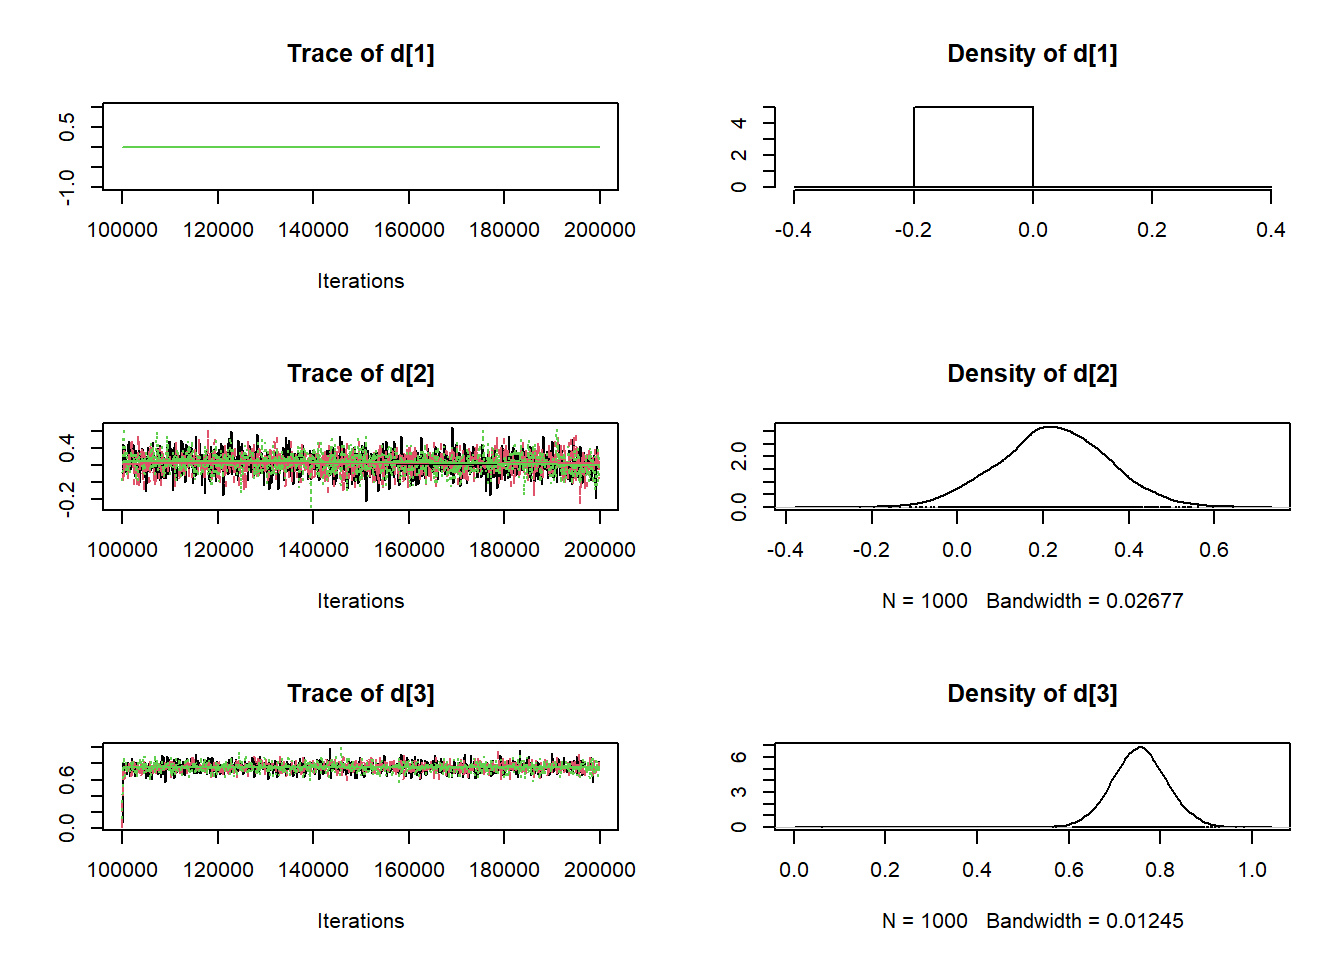 Trace of d[1]
0.5
-1.0
100000 120000 140000 160000 180000 200000
Iterations
Density of d[1]
4
2
0
-0.4 -0.2 0.0 0.2 0.4
Trace of d[2]
0.4
-0.2
100000 120000 140000 160000 180000 200000
Iterations
Density of d[2]
2.0
0.0
-0.4 -0.2 0.0 0.2 0.4 0.6
N = 1000 Bandwidth = 0.02677
Trace of d[3]
0.6
0.0
100000 120000 140000 160000 180000 200000
Iterations
Density of d[3]
6
3
0
0.0 0.2 0.4 0.6 0.8 1.0
N = 1000 Bandwidth = 0.01245